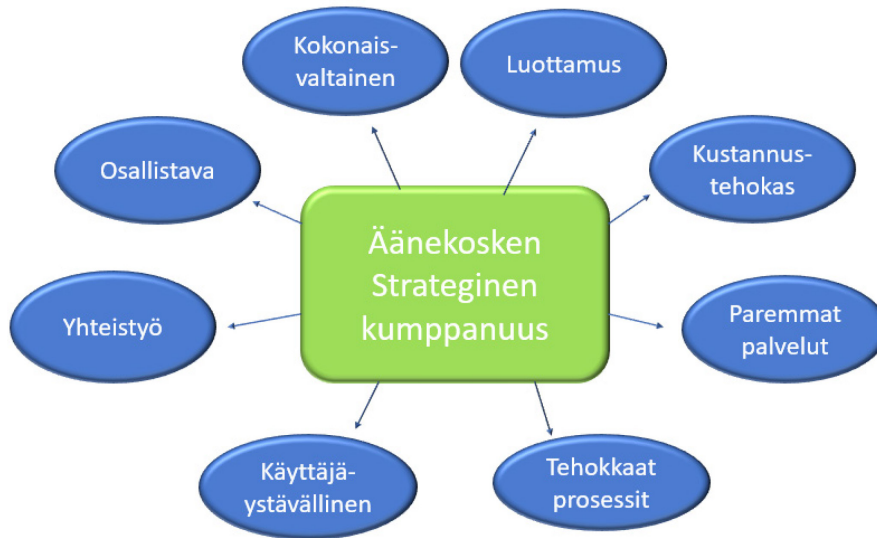 Kokonais-
valtainen
Luottamus
Osallistava
Kustannus-
tehokas
Äänekosken
Strateginen
kumppanuus
Yhteistyö
Paremmat
palvelut
Käyttäjä-
ystävällinen
Tehokkaat
prosessit